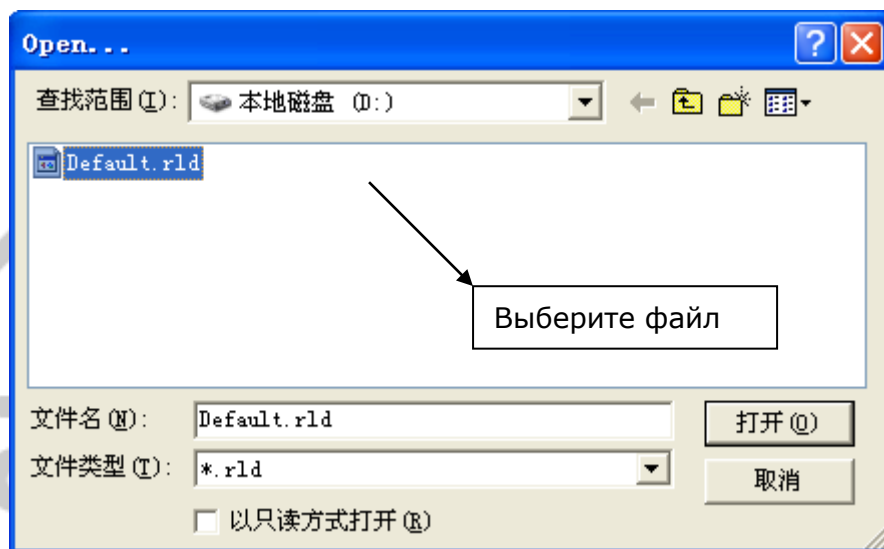 Open...
查找范围(I): 本地磁盘 (D:)
Default.rld
Выберите файл
文件名(N): Default.rld 打开(O)
文件类型(T): *.rld 取消
以只读方式打开(R)